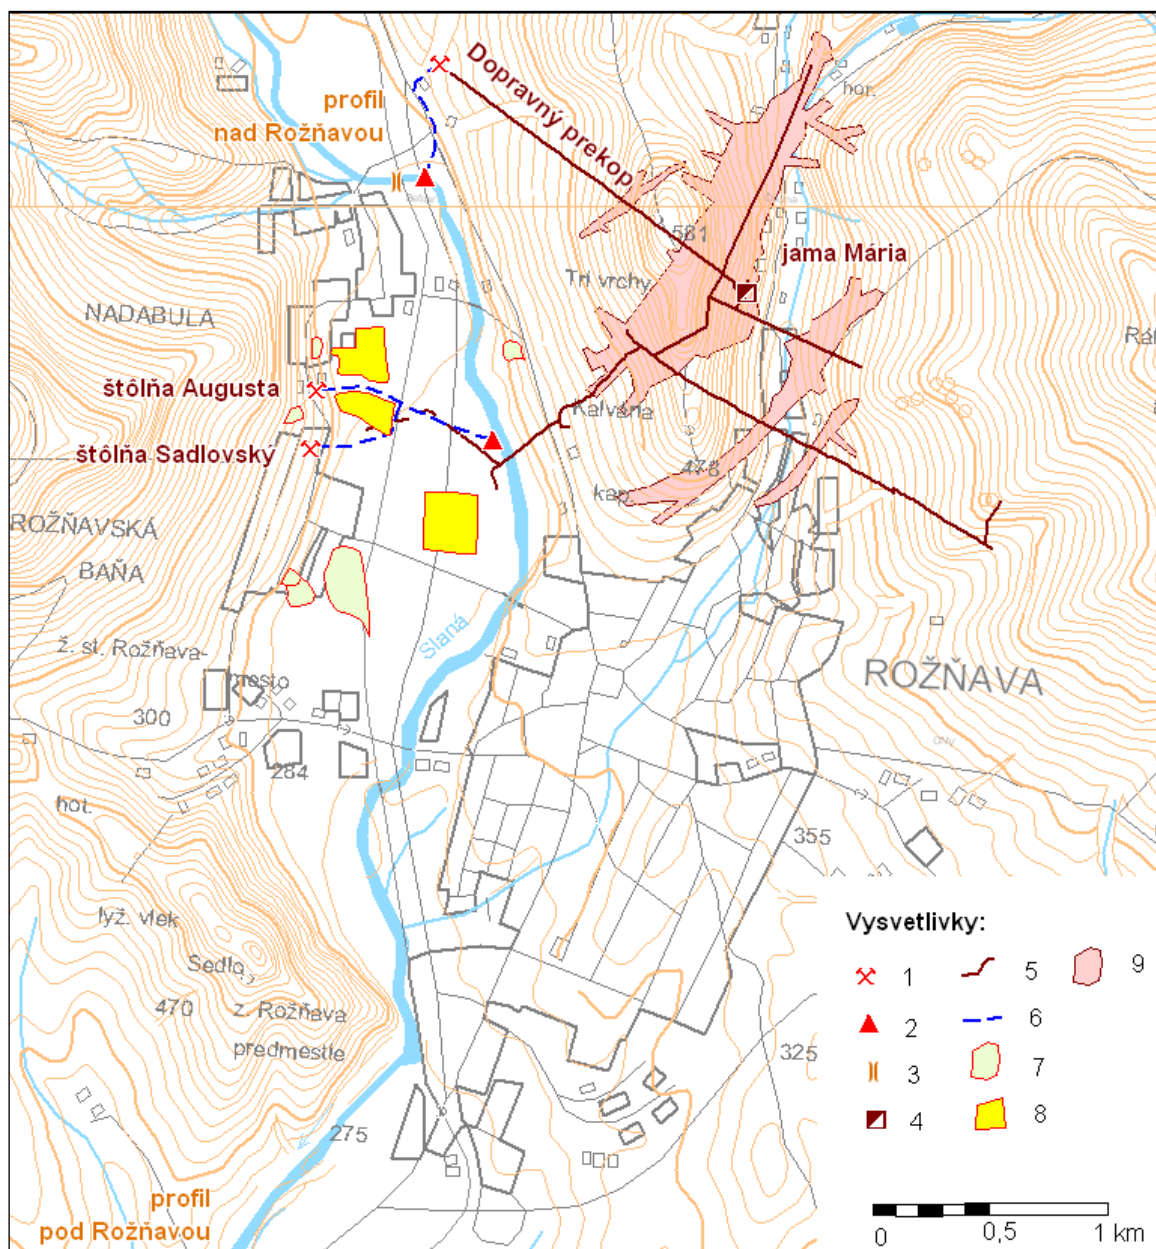 profil
nad Rožňavou
Dopravný prekop
hor.
581
jama Mária
Tri vrchy
NADABULA
štôlňa Augusta
Kalvária
štôlňa Sadlovský
478
kap.
ROŽŇAVSKÁ
BAŇA
Slaná
ž. st. Rožňava-
mesto
ROŽŇAVA
300
284
hot.
355
lyž. vlek
Sedlo
470
z. Rožňava
predmestie
325
275
profil
pod Rožňavou
Vysvetlivky:
1
5
9
2
6
3
7
4
8
0
0,5
1 km